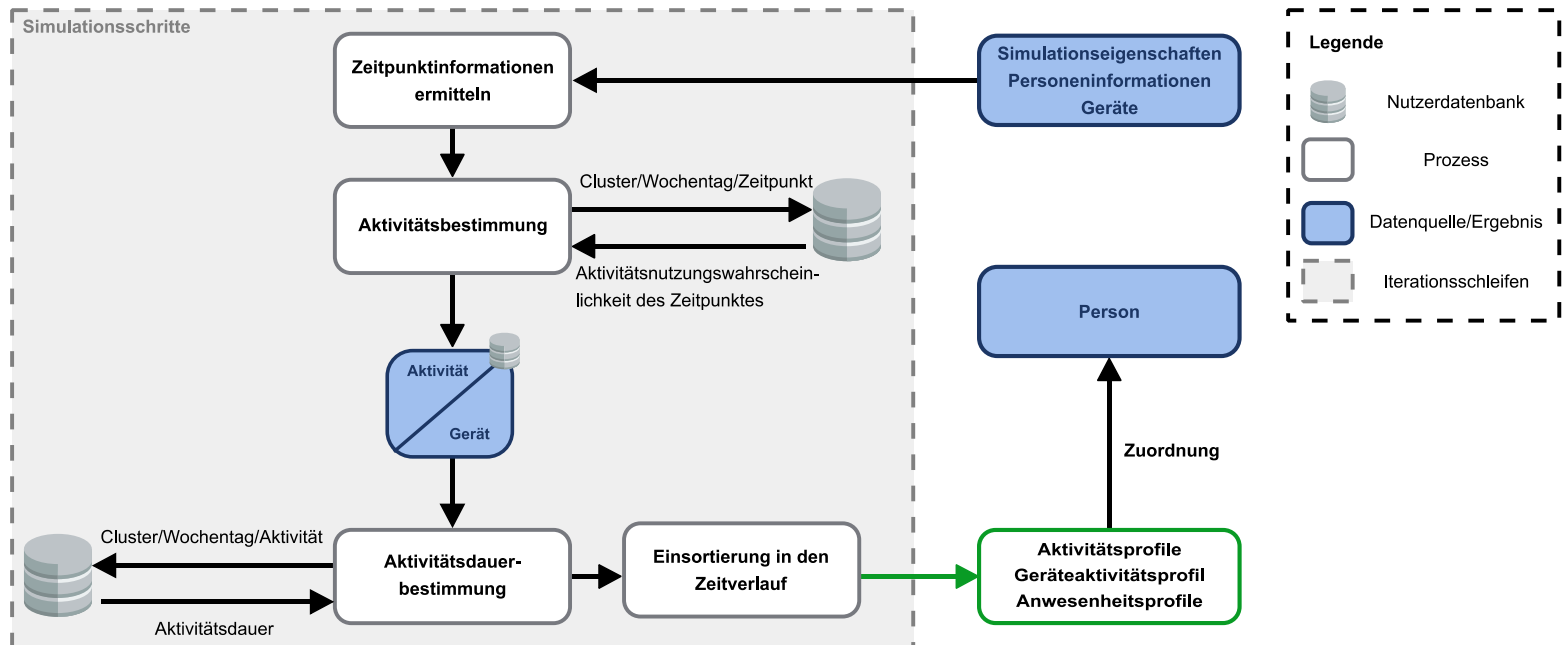 Simulationsschritte
Zeitpunktinformationen
ermitteln
Simulationseigenschaften
Personeninformationen
Geräte
Aktivitätsbestimmung
Cluster/Wochentag/Zeitpunkt
Aktivitätsnutzungswahrschein-
lichkeit des Zeitpunktes
Aktivität
Gerät
Cluster/Wochentag/Aktivität
Aktivitätsdauer
Aktivitätsdauer-
bestimmung
Einsortierung in den
Zeitverlauf
Aktivitätsprofile
Geräteaktivitätsprofil
Anwesenheitsprofile
Zuordnung
Person
Legende
Nutzerdatenbank
Prozess
Datenquelle/Ergebnis
Iterationsschleifen